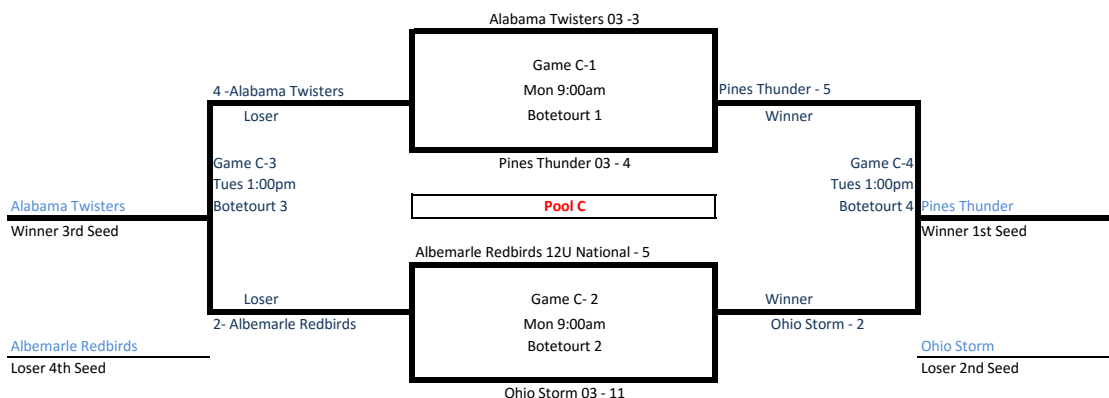 Alabama Twisters 03 -3
Game C-1
4 -Alabama Twisters
Mon 9:00am
Pines Thunder - 5
Loser
Botetourt 1
Winner
Game C-3
Pines Thunder 03 - 4
Game C-4
Tues 1:00pm
Tues 1:00pm
Alabama Twisters
Botetourt 3
Pool C
Botetourt 4
Pines Thunder
Winner 3rd Seed
Winner 1st Seed
Albemarle Redbirds 12U National - 5
Loser
Game C- 2
Winner
2- Albemarle Redbirds
Mon 9:00am
Ohio Storm - 2
Albemarle Redbirds
Botetourt 2
Ohio Storm
Loser 4th Seed
Loser 2nd Seed
Ohio Storm 03 - 11